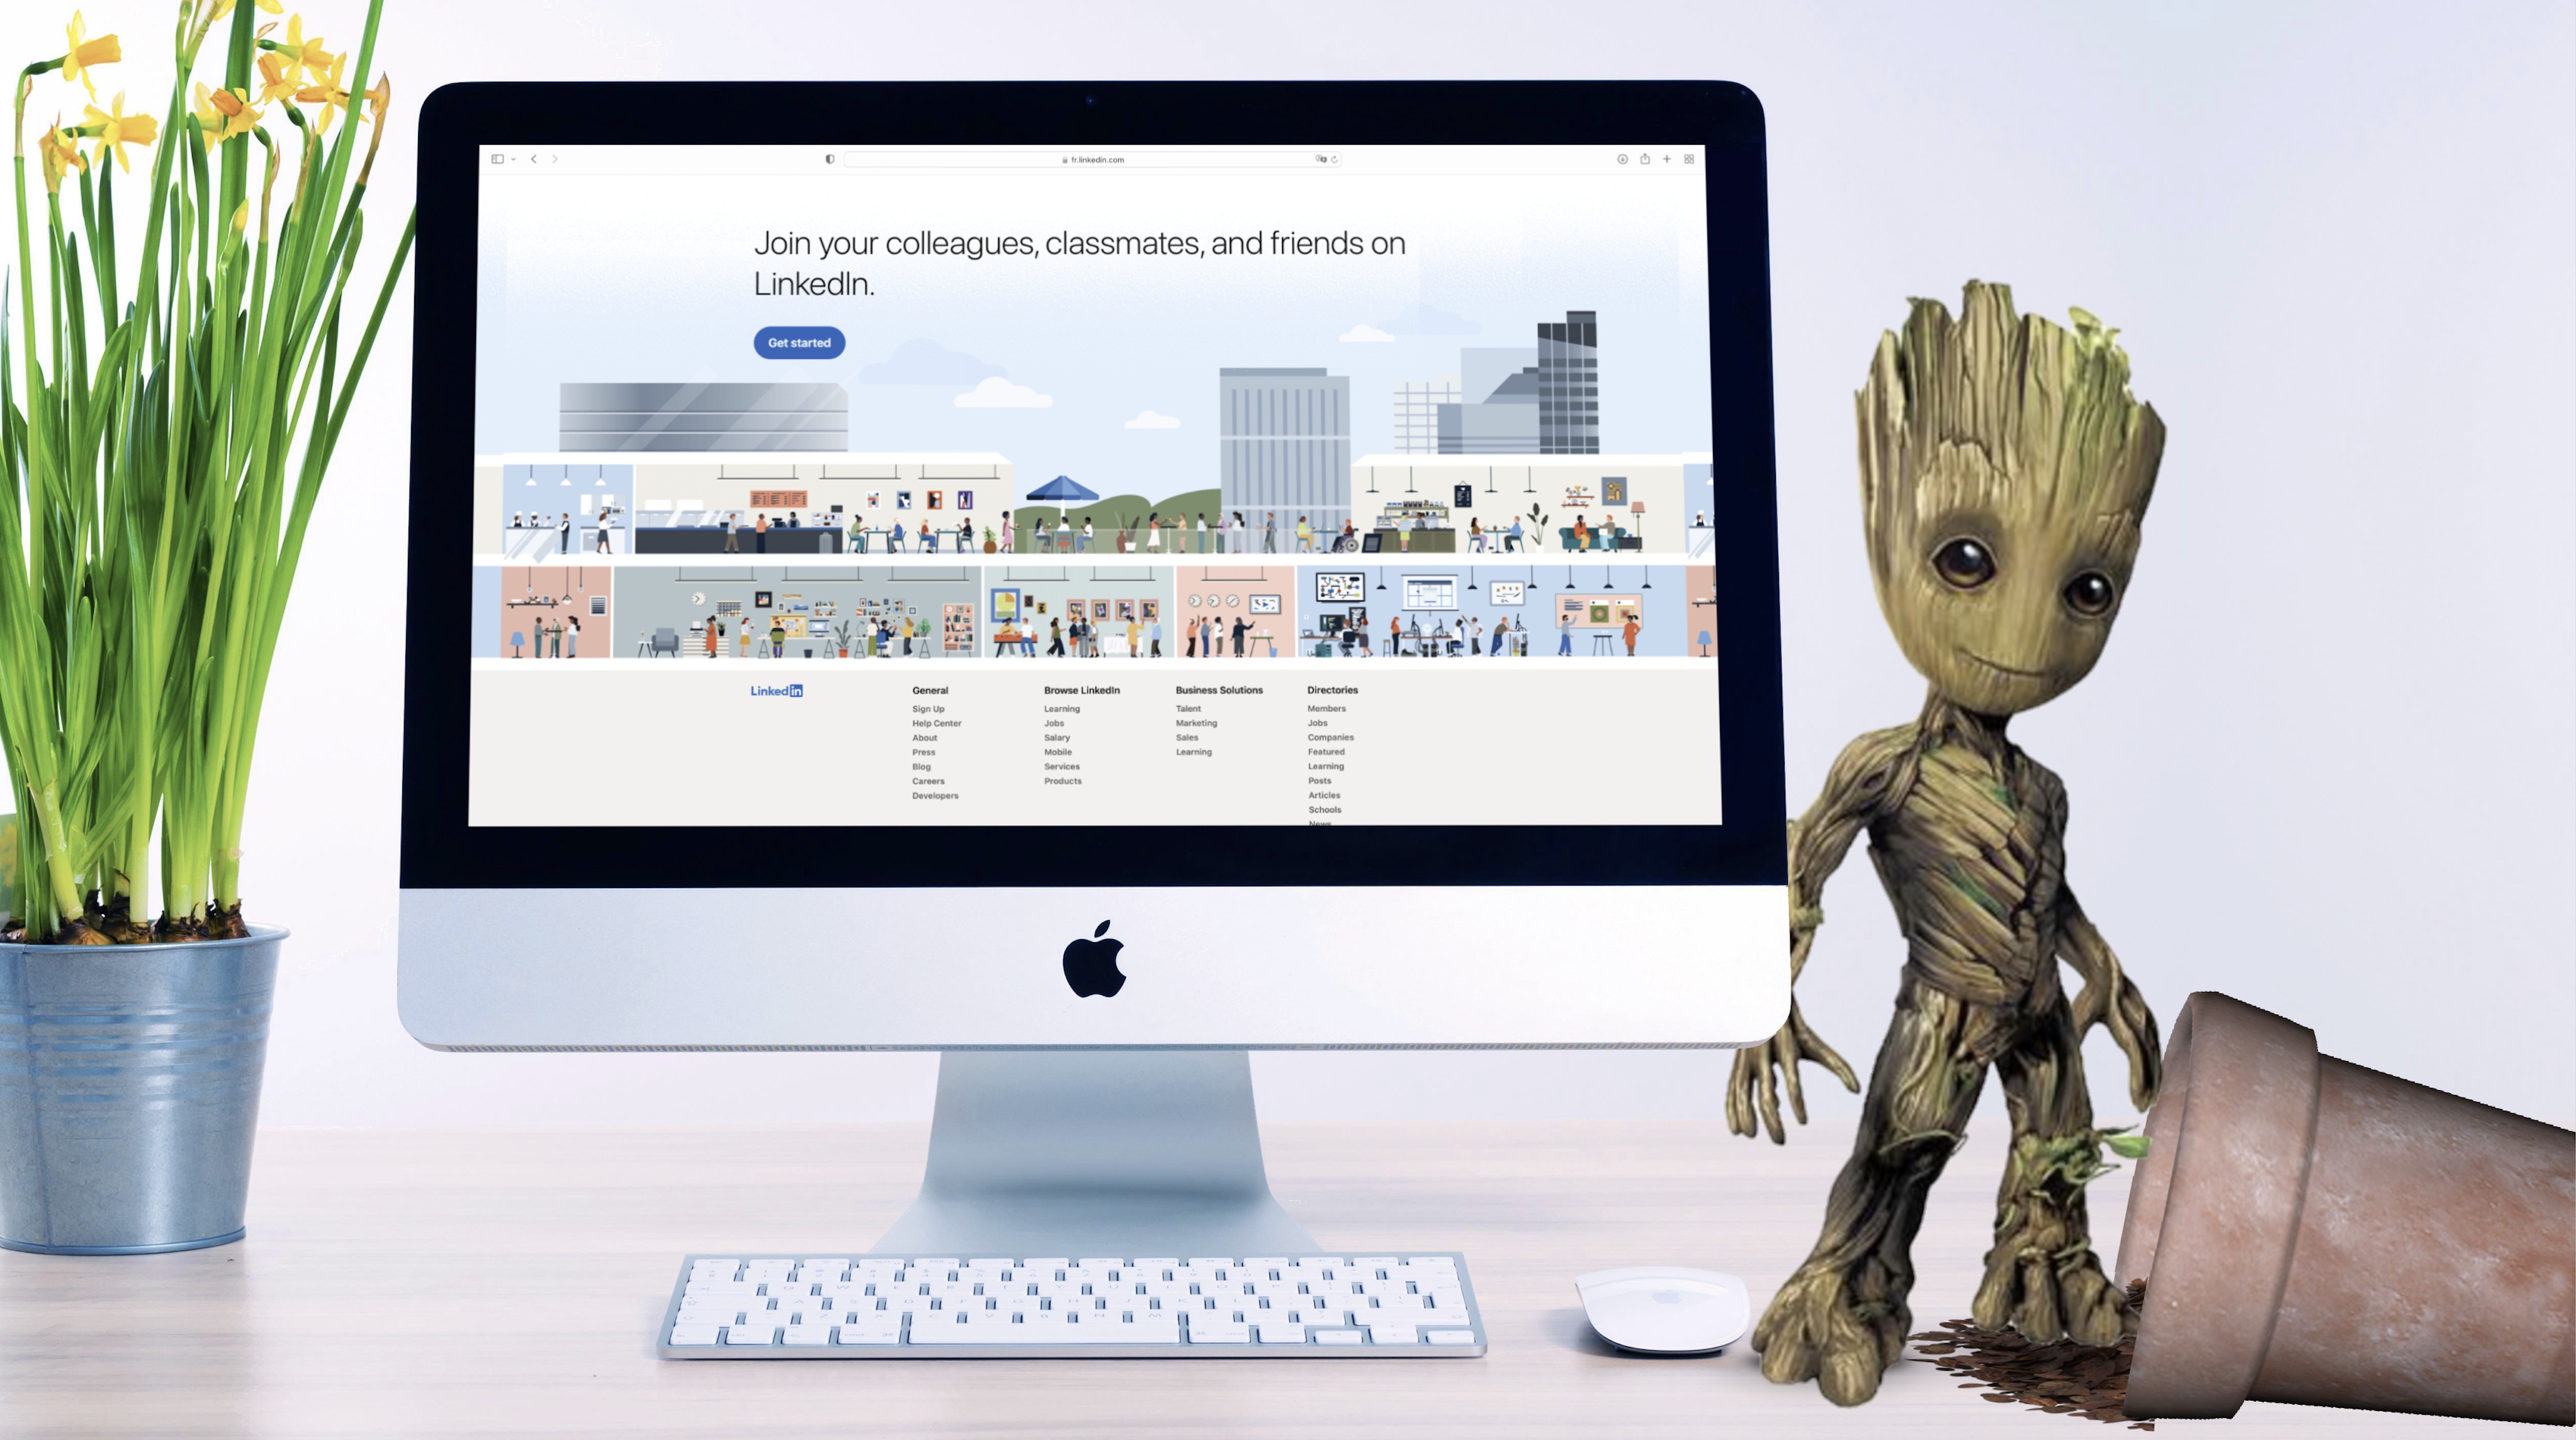 fr.linkedin.com
Join your colleagues, classmates, and friends on
LinkedIn.
Get started
LinkedIn
General
Sign Up
Help Center
About
Press
Blog
Careers
Developers
Browse LinkedIn
Learning
Jobs
Salary
Mobile
Services
Products
Business Solutions
Talent
Marketing
Sales
Learning
Directories
Members
Jobs
Companies
Featured
Learning
Posts
Articles
Schools
News